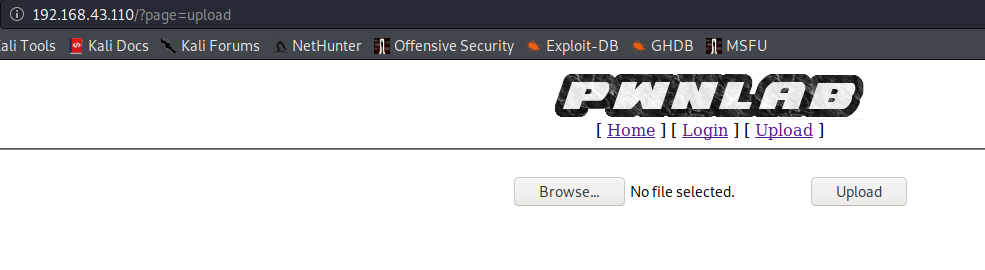 192.168.43.110/?page=upload
ali Tools Kali Docs Kali Forums NetHunter Offensive Security Exploit-DB GHDB MSFU
PWNLAB
[ Home ] [ Login ] [ Upload ]
Browse... No file selected. Upload